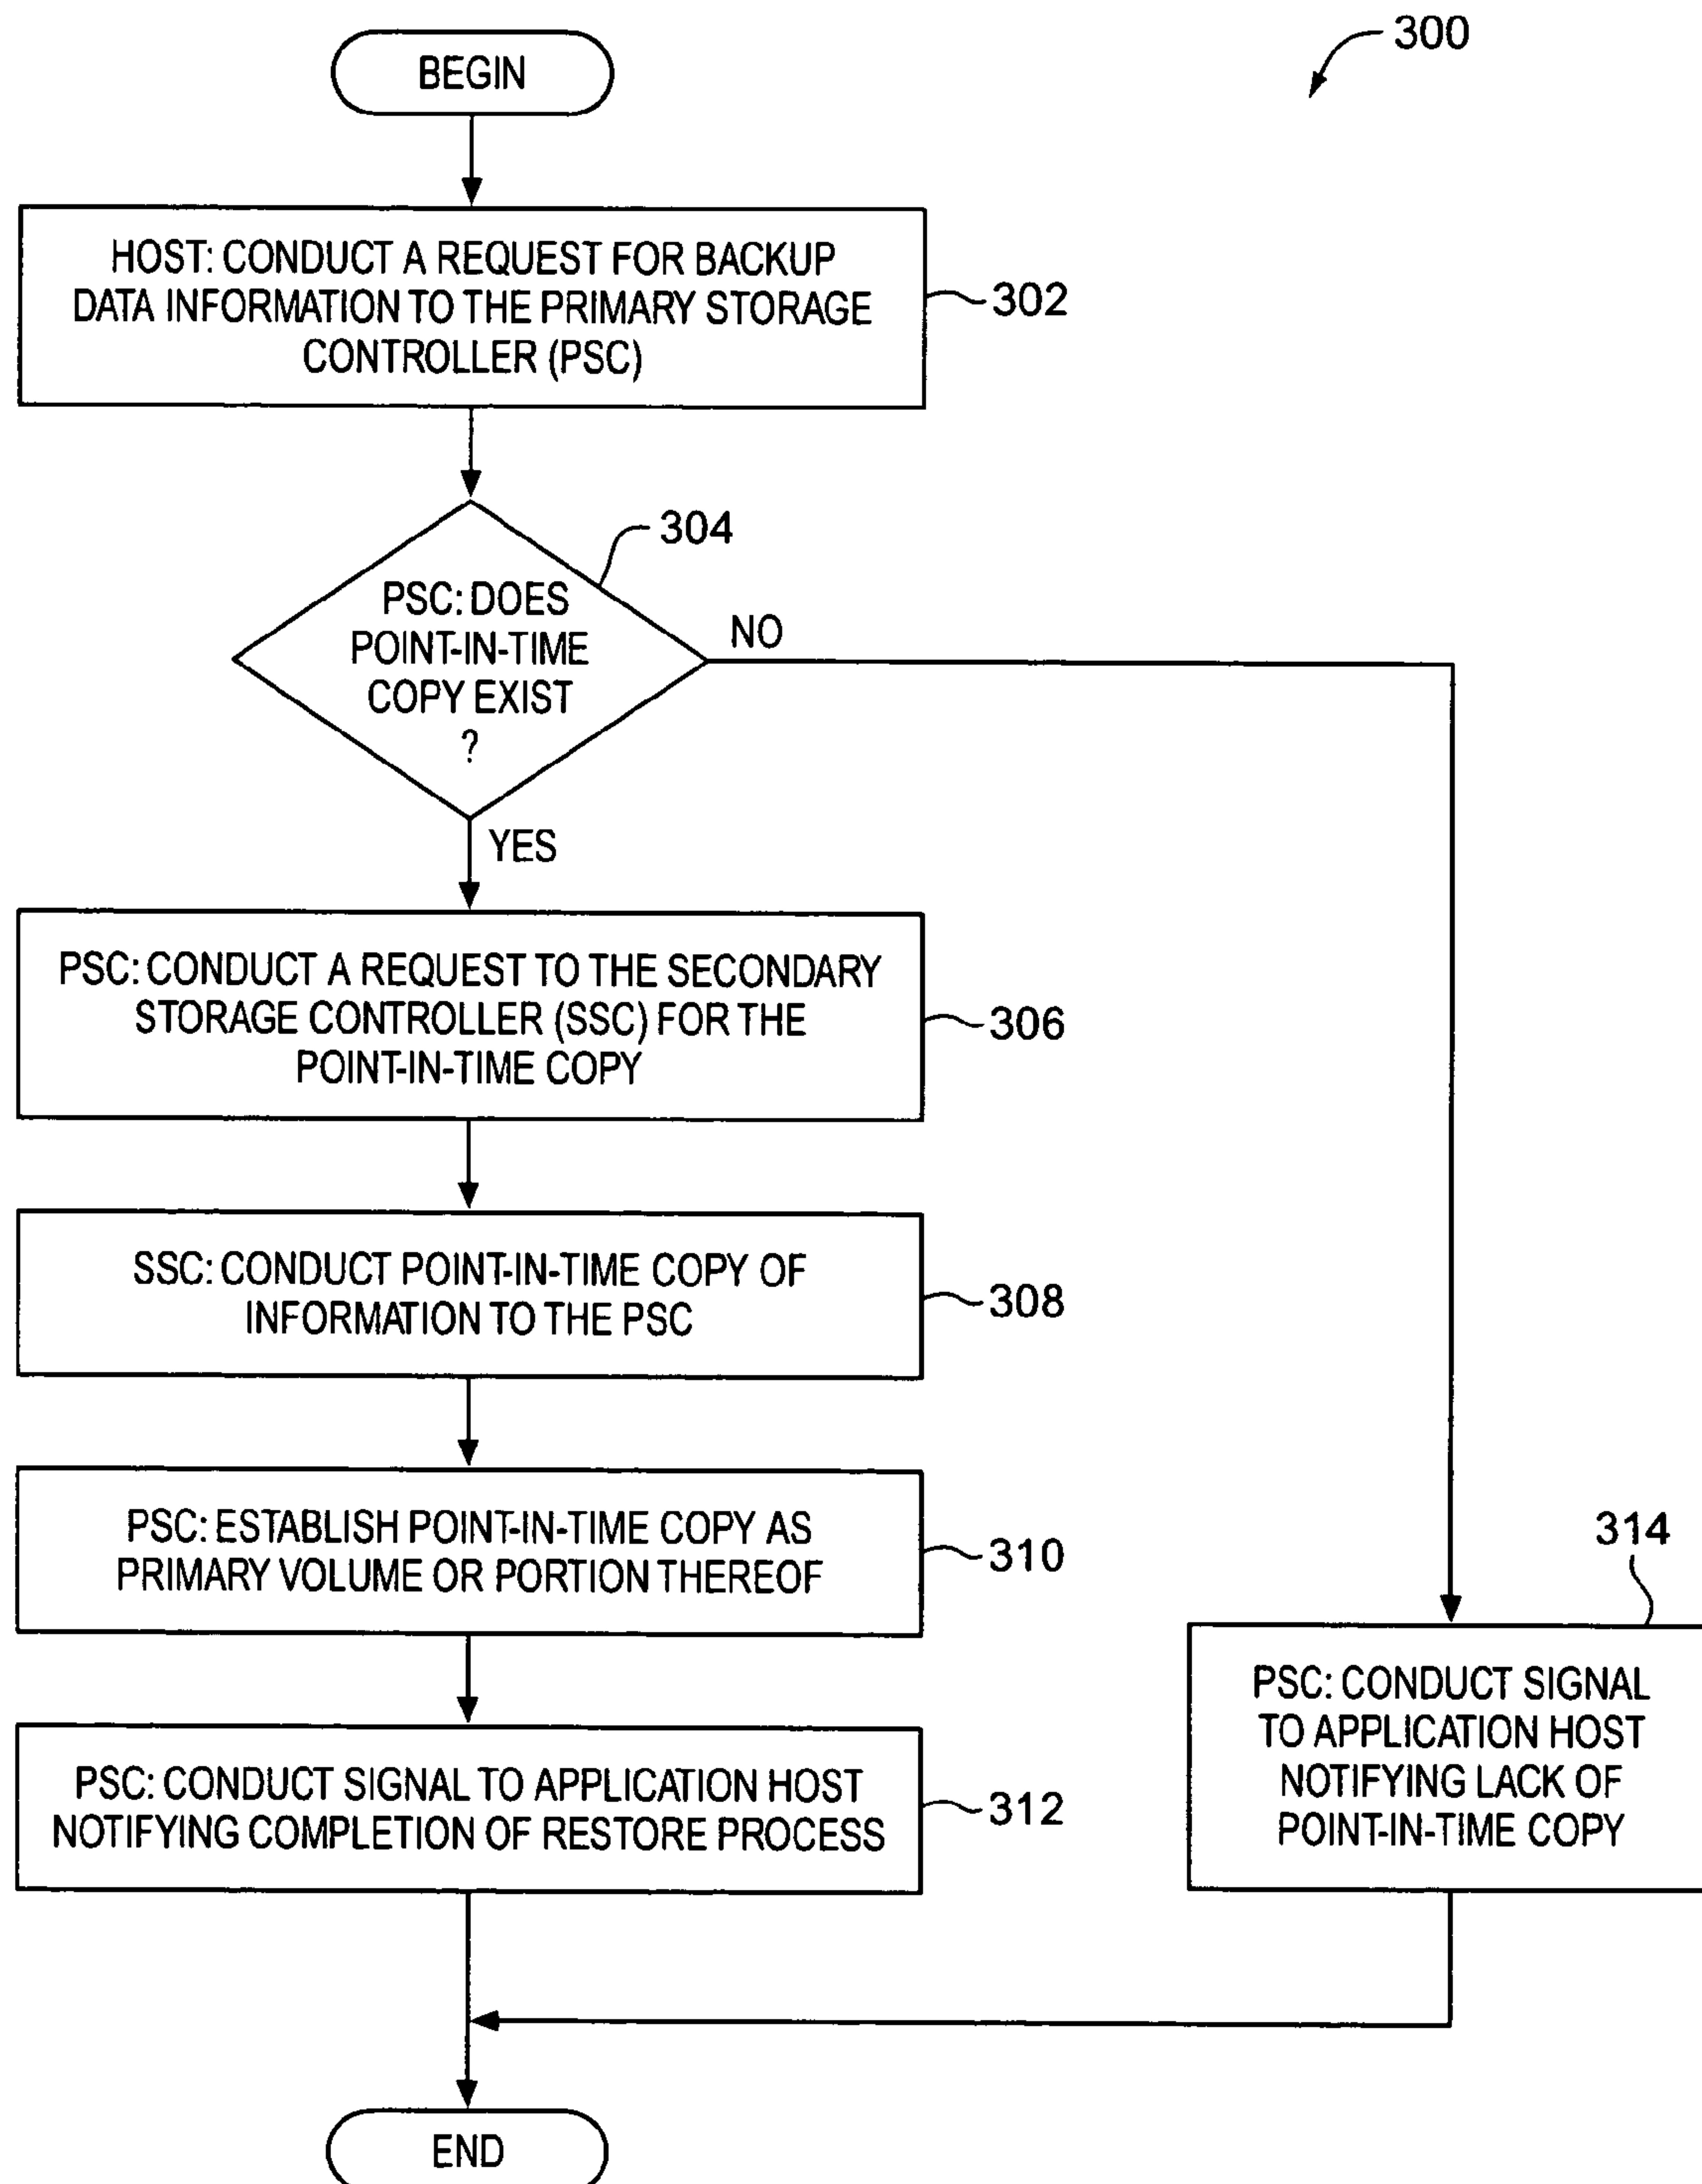 300
BEGIN
HOST: CONDUCT A REQUEST FOR BACKUP
DATA INFORMATION TO THE PRIMARY STORAGE
CONTROLLER (PSC)
302
304
PSC: DOES
POINT-IN-TIME
COPY EXIST
?
NO
YES
PSC: CONDUCT A REQUEST TO THE SECONDARY
STORAGE CONTROLLER (SSC) FOR THE
POINT-IN-TIME COPY
306
SSC: CONDUCT POINT-IN-TIME COPY OF
INFORMATION TO THE PSC
308
PSC: ESTABLISH POINT-IN-TIME COPY AS
PRIMARY VOLUME OR PORTION THEREOF
310
PSC: CONDUCT SIGNAL TO APPLICATION HOST
NOTIFYING COMPLETION OF RESTORE PROCESS
312
314
PSC: CONDUCT SIGNAL
TO APPLICATION HOST
NOTIFYING LACK OF
POINT-IN-TIME COPY
END